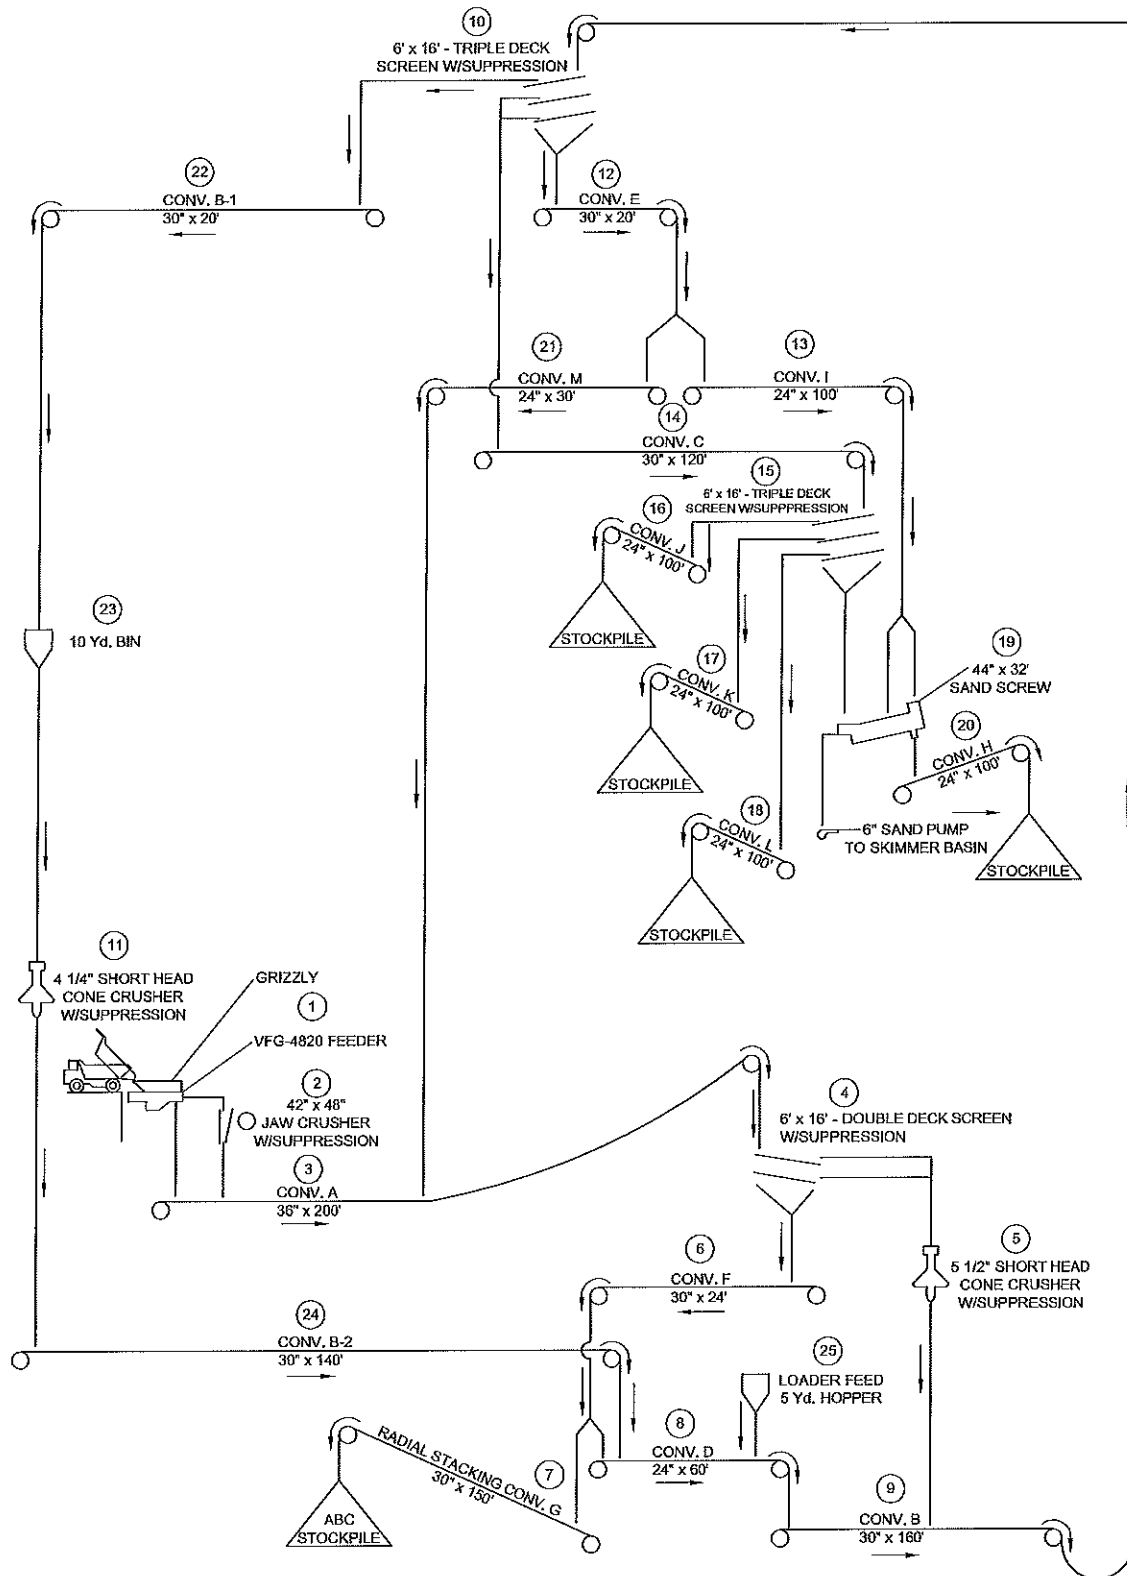 10
6' x 16' - TRIPLE DECK
SCREEN W/SUPPRESSION
22
CONV. B-1
30" x 20'
12
CONV. E
30" x 20'
21
CONV. M
24" x 30'
13
CONV. I
24" x 100'
14
CONV. C
30" x 120'
15
6' x 16' - TRIPLE DECK
SCREEN W/SUPPPRESSION
16
CONV. J
24" x 100'
STOCKPILE
23
10 Yd. BIN
17
CONV. K
24" x 100'
STOCKPILE
19
44" x 32'
SAND SCREW
20
CONV. H
24" x 100'
STOCKPILE
18
CONV. L
24" x 100'
STOCKPILE
6" SAND PUMP
TO SKIMMER BASIN
11
4 1/4" SHORT HEAD
CONE CRUSHER
W/SUPPRESSION
GRIZZLY
1
VFG-4820 FEEDER
2
42" x 48"
JAW CRUSHER
W/SUPPRESSION
3
CONV. A
36" x 200'
4
6' x 16' - DOUBLE DECK SCREEN
W/SUPPRESSION
5
5 1/2" SHORT HEAD
CONE CRUSHER
W/SUPPRESSION
6
CONV. F
30" x 24'
24
CONV. B-2
30" x 140'
25
LOADER FEED
5 Yd. HOPPER
8
CONV. D
24" x 60'
7
RADIAL STACKING CONV. G
30" x 150'
ABC
STOCKPILE
9
CONV. B
30" x 160'